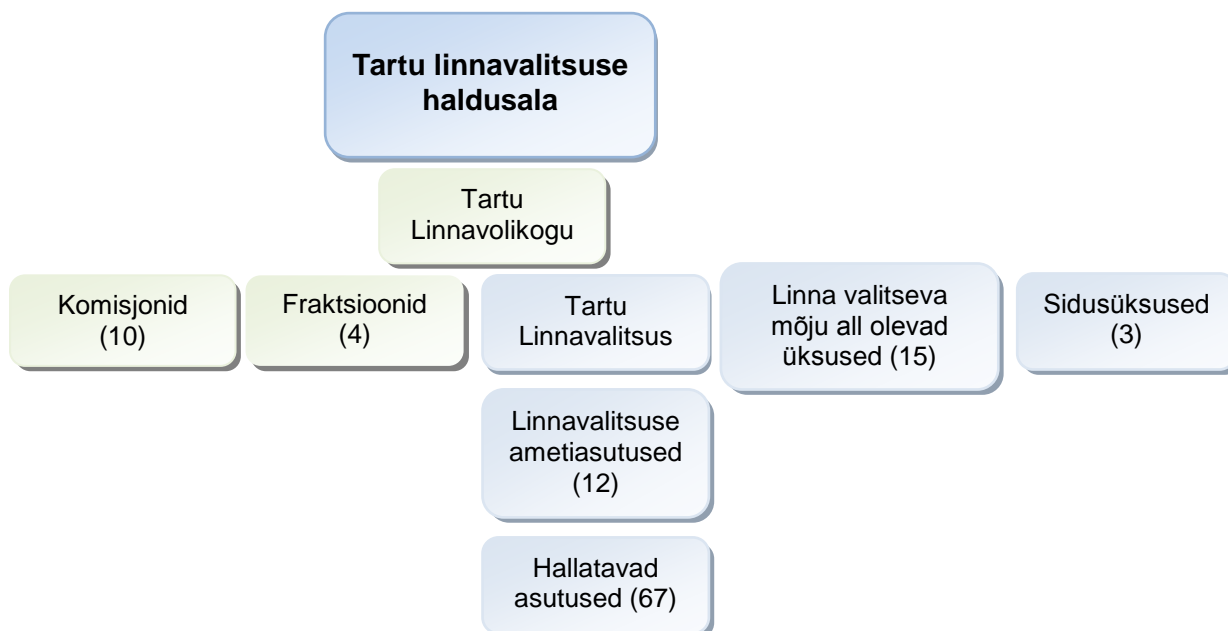 Tartu linnavalitsuse
haldusala
Tartu
Linnavolikogu
Komisjonid
(10)
Fraktsioonid
(4)
Tartu
Linnavalitsus
Linna valitseva
mõju all olevad
üksused (15)
Sidusüksused
(3)
Linnavalitsuse
ametiasutused
(12)
Hallatavad
asutused (67)